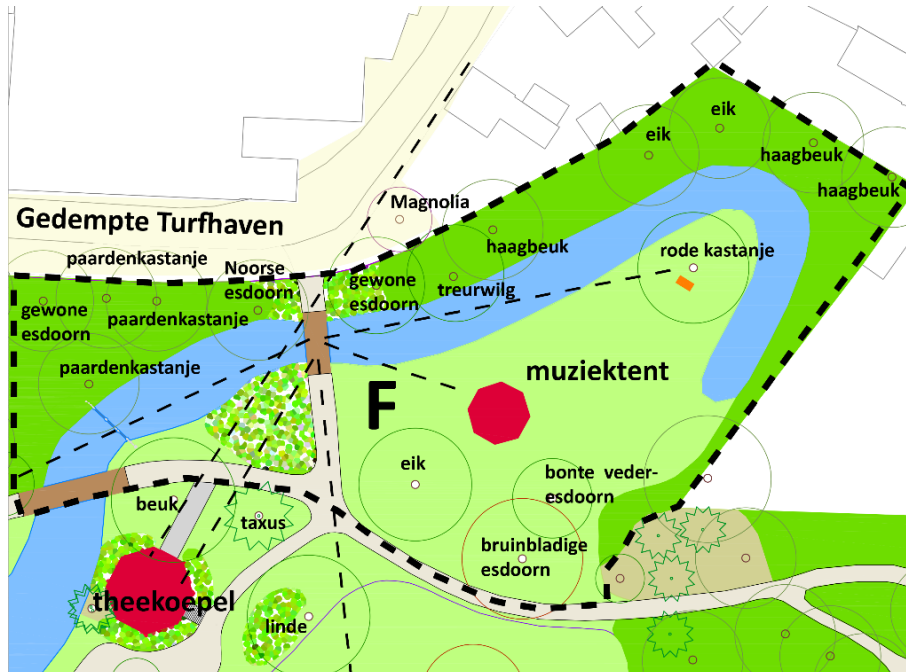 eik
eik
haagbeuk
haagbeuk
Magnolia
Gedempte Turfhaven
haagbeuk
rode kastanje
paardenkastanje
Noorse
esdoorn
gewone
esdoorn
treurwilg
gewone
esdoorn
paardenkastanje
paardenkastanje
muziektent
F
eik
bonte veder-
esdoorn
beuk
taxus
bruinbladige
esdoorn
theekoepel
linde